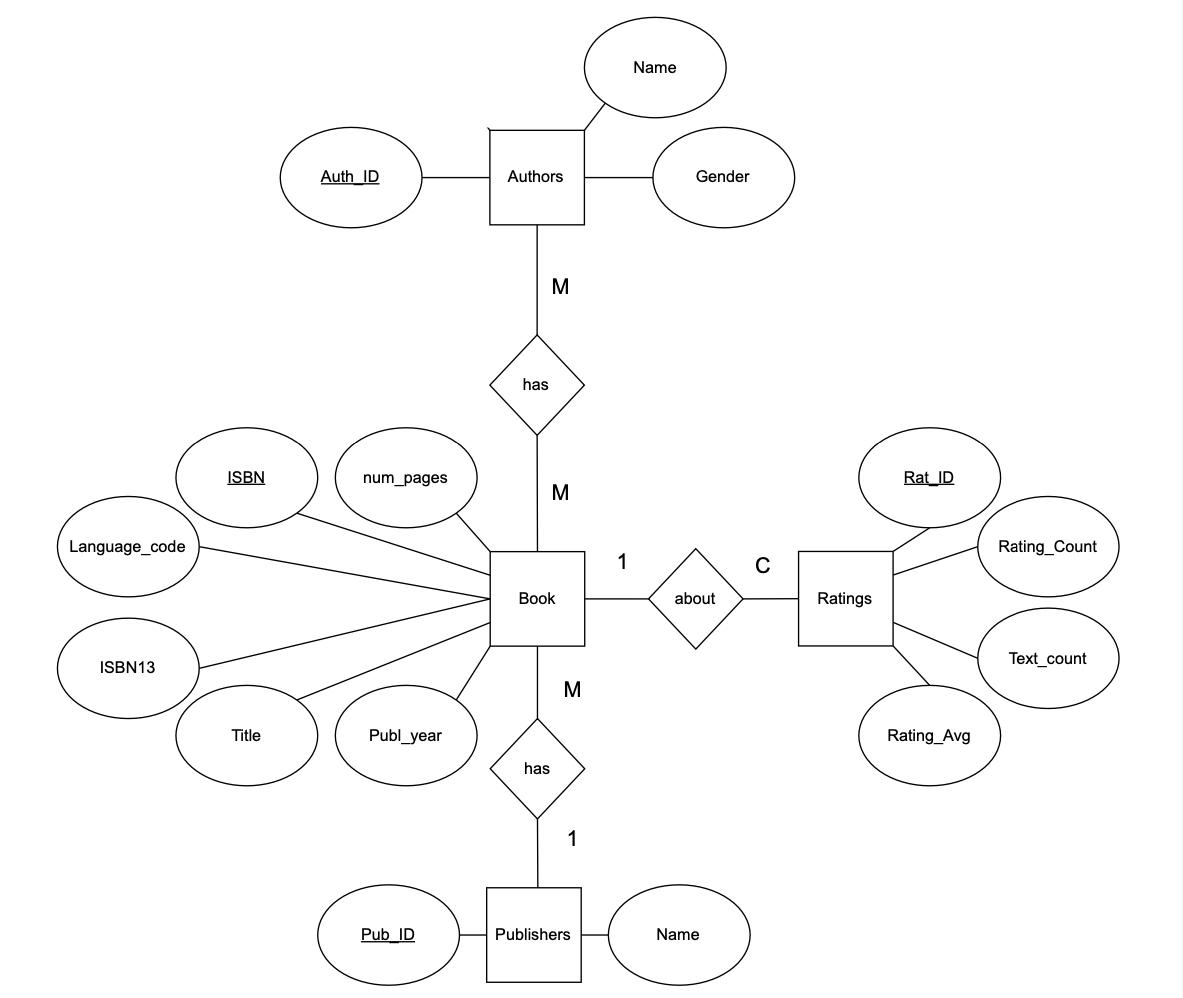 Name
Auth_ID
Authors
Gender
M
has
ISBN
num_pages
M
Rat_ID
Language_code
Rating_Count
1
C
Book
about
Ratings
ISBN13
Text_count
M
Title
Publ_year
Rating_Avg
has
1
Pub_ID
Publishers
Name